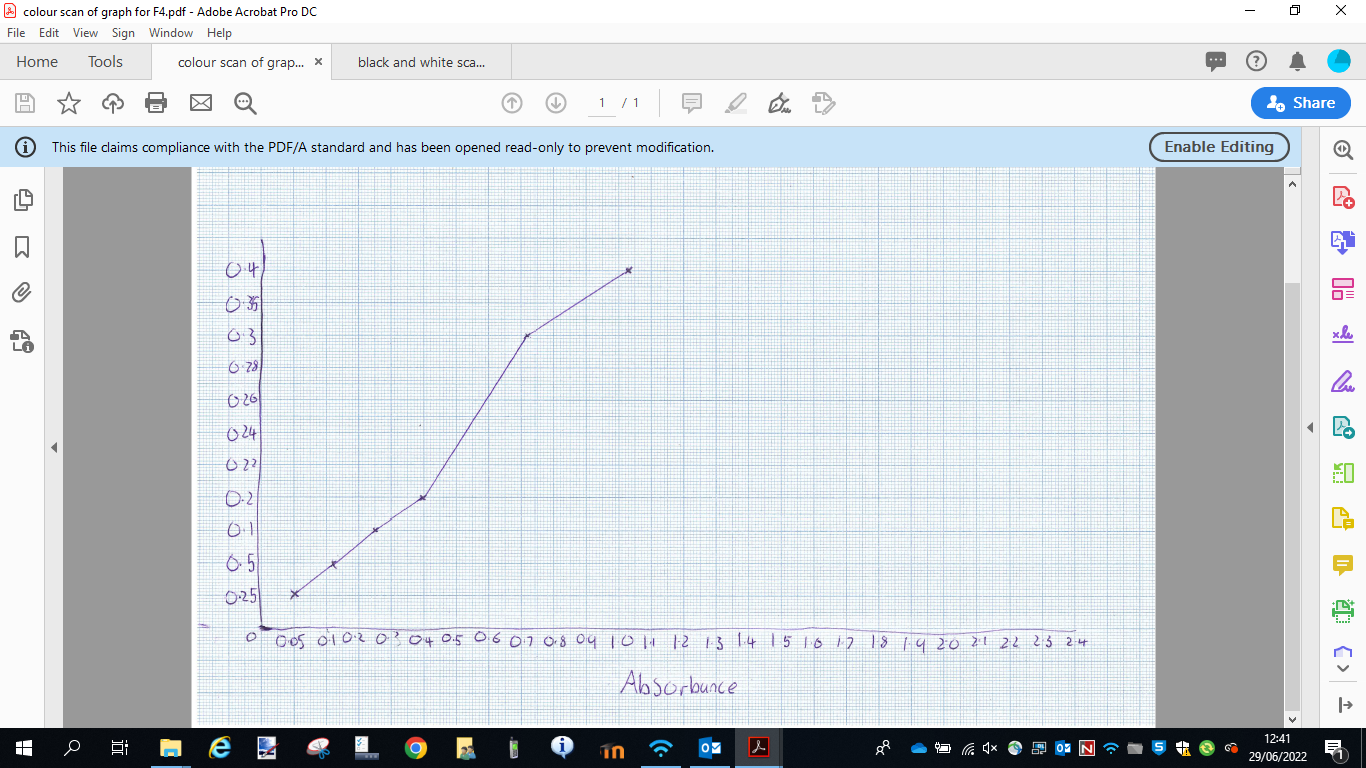 colour scan of graph for F4.pdf - Adobe Acrobat Pro DC
File Edit View Sign Window Help
Home Tools colour scan of grap... × black and white sca...
1 / 1
Share
This file claims compliance with the PDF/A standard and has been opened read-only to prevent modification.
Enable Editing
0.4
0.35
0.3
0.28
0.26
0.24
0.22
0.2
0.1
0.5
0.25
0 0.05 0.1 0.2 0.3 0.4 0.5 0.6 0.7 0.8 0.9 1.0 1.1 1.2 1.3 1.4 1.5 1.6 1.7 1.8 1.9 2.0 2.1 2.2 2.3 2.4
Absorbance
12:41
29/06/2022
1